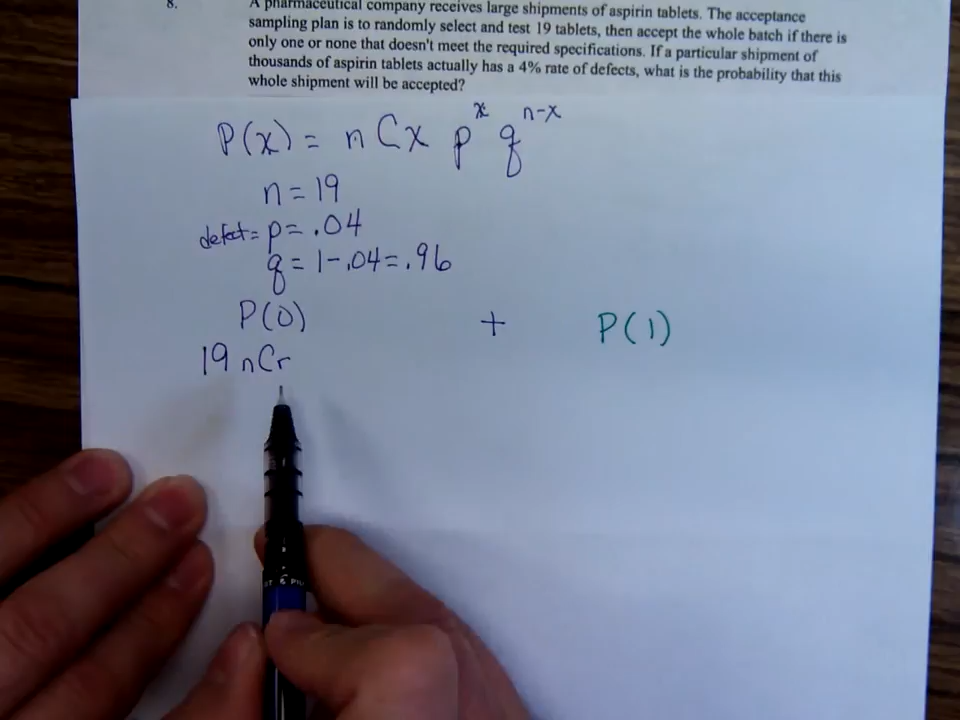 8. A pharmaceutical company receives large shipments of aspirin tablets. The acceptance
sampling plan is to randomly select and test 19 tablets, then accept the whole batch if there is
only one or none that doesn't meet the required specifications. If a particular shipment of
thousands of aspirin tablets actually has a 4% rate of defects, what is the probability that this
whole shipment will be accepted?
P(x) = nCx p^x q^n-x
n = 19
defect = p = .04
q = 1 - .04 = .96
P(0) + P(1)
19 nCr